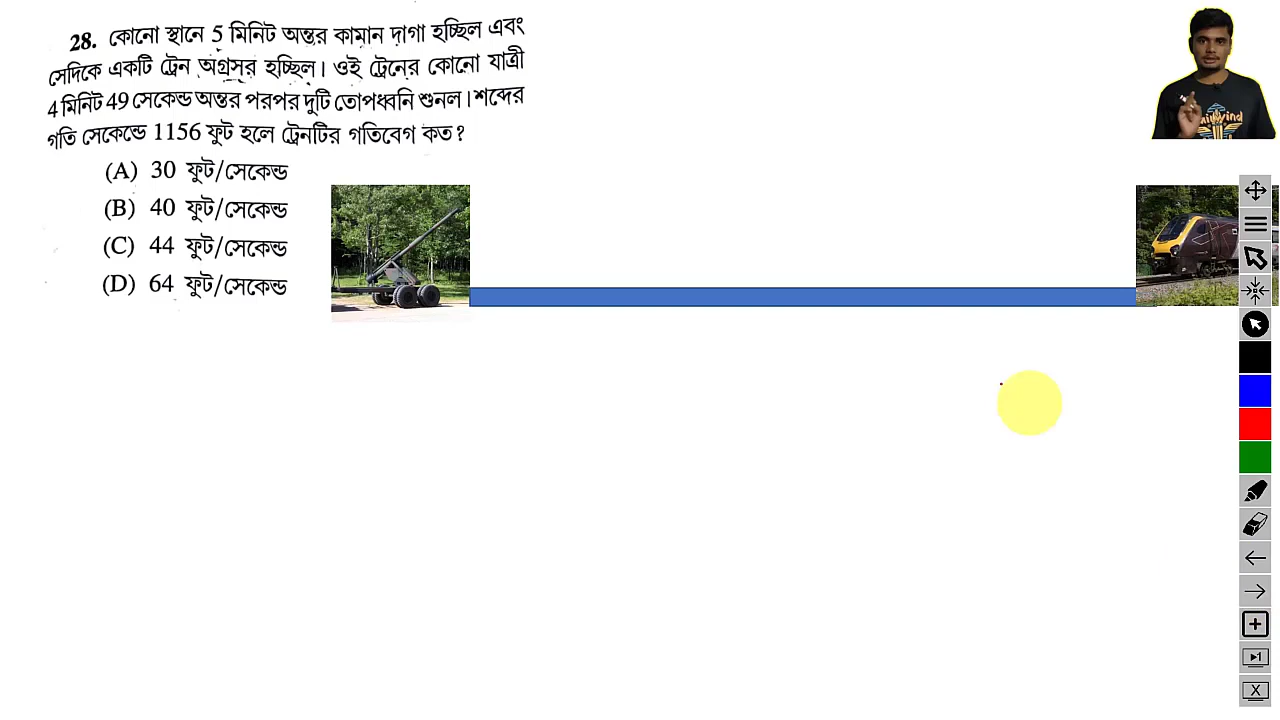 28. কোনো স্থানে 5 মিনিট অন্তর কামান দাগা হচ্ছিল এবং
সেদিকে একটি ট্রেন অগ্রসর হচ্ছিল। ওই ট্রেনের কোনো যাত্রী
4 মিনিট 49 সেকেন্ড অন্তর পরপর দুটি তোপধ্বনি শুনল। শব্দের
গতি সেকেন্ডে 1156 ফুট হলে ট্রেনটির গতিবেগ কত?
(A) 30 ফুট/সেকেন্ড
(B) 40 ফুট/সেকেন্ড
(C) 44 ফুট/সেকেন্ড
(D) 64 ফুট/সেকেন্ড